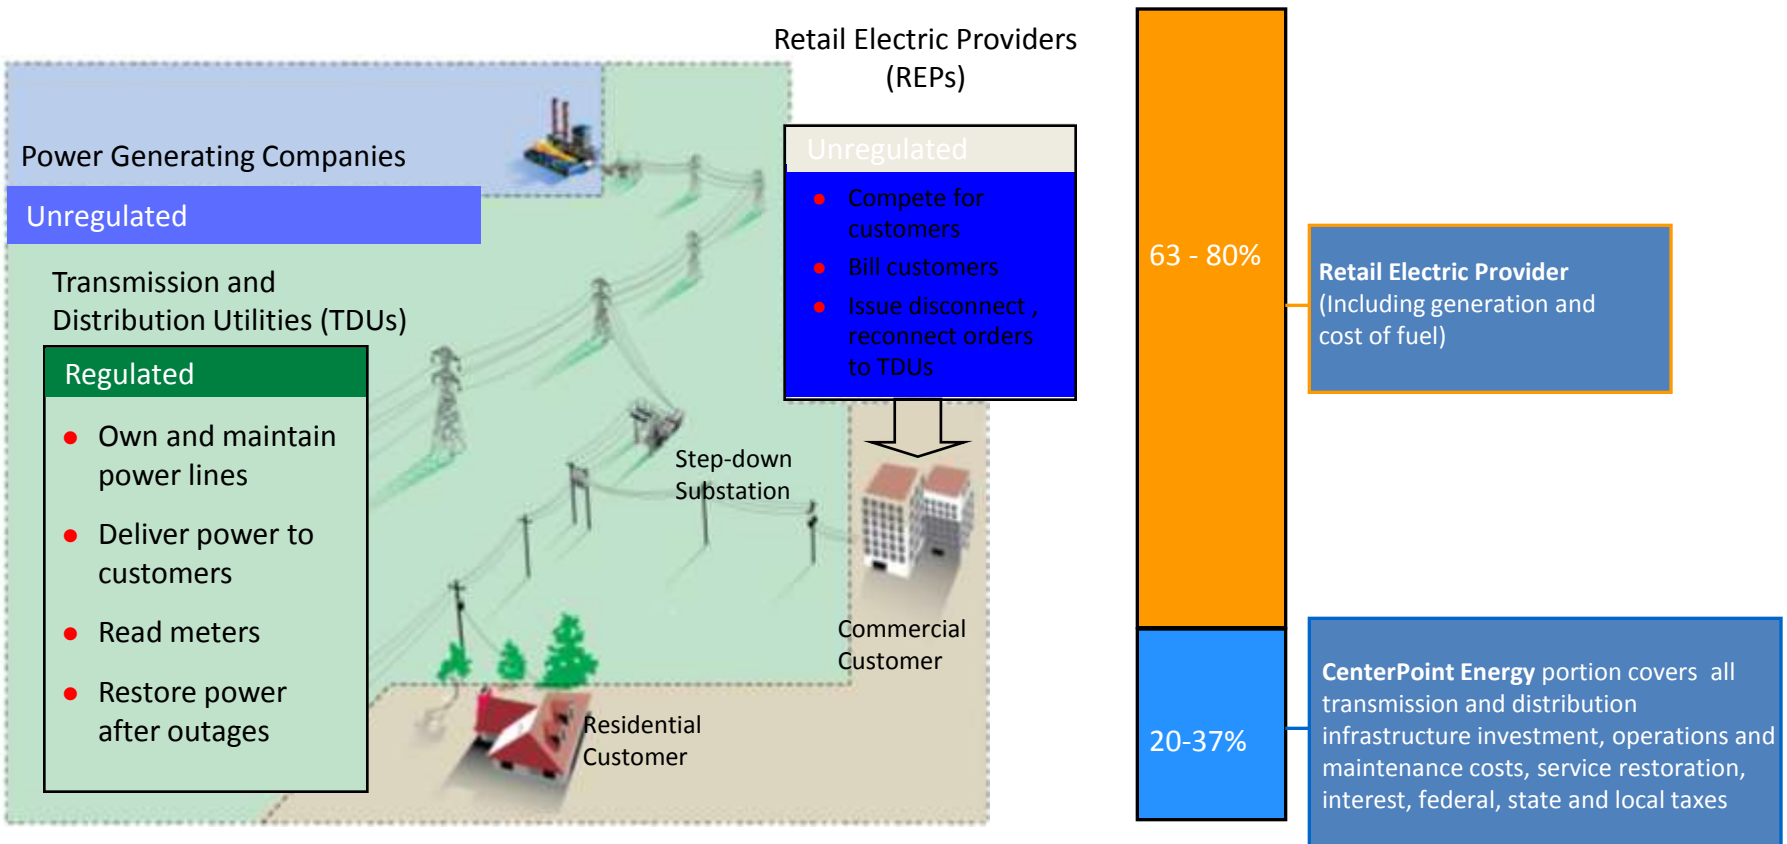 Retail Electric Providers
(REPs)
Power Generating Companies
Unregulated
Transmission and
Distribution Utilities (TDUs)
Regulated
● Own and maintain
power lines
● Deliver power to
customers
● Read meters
● Restore power
after outages
Unregulated
● Compete for
customers
● Bill customers
● Issue disconnect ,
reconnect orders
to TDUs
Step-down
Substation
Commercial
Customer
Residential
Customer
63 - 80%
Retail Electric Provider
(Including generation and
cost of fuel)
20-37%
CenterPoint Energy portion covers  all
transmission and distribution
infrastructure investment, operations and
maintenance costs, service restoration,
interest, federal, state and local taxes